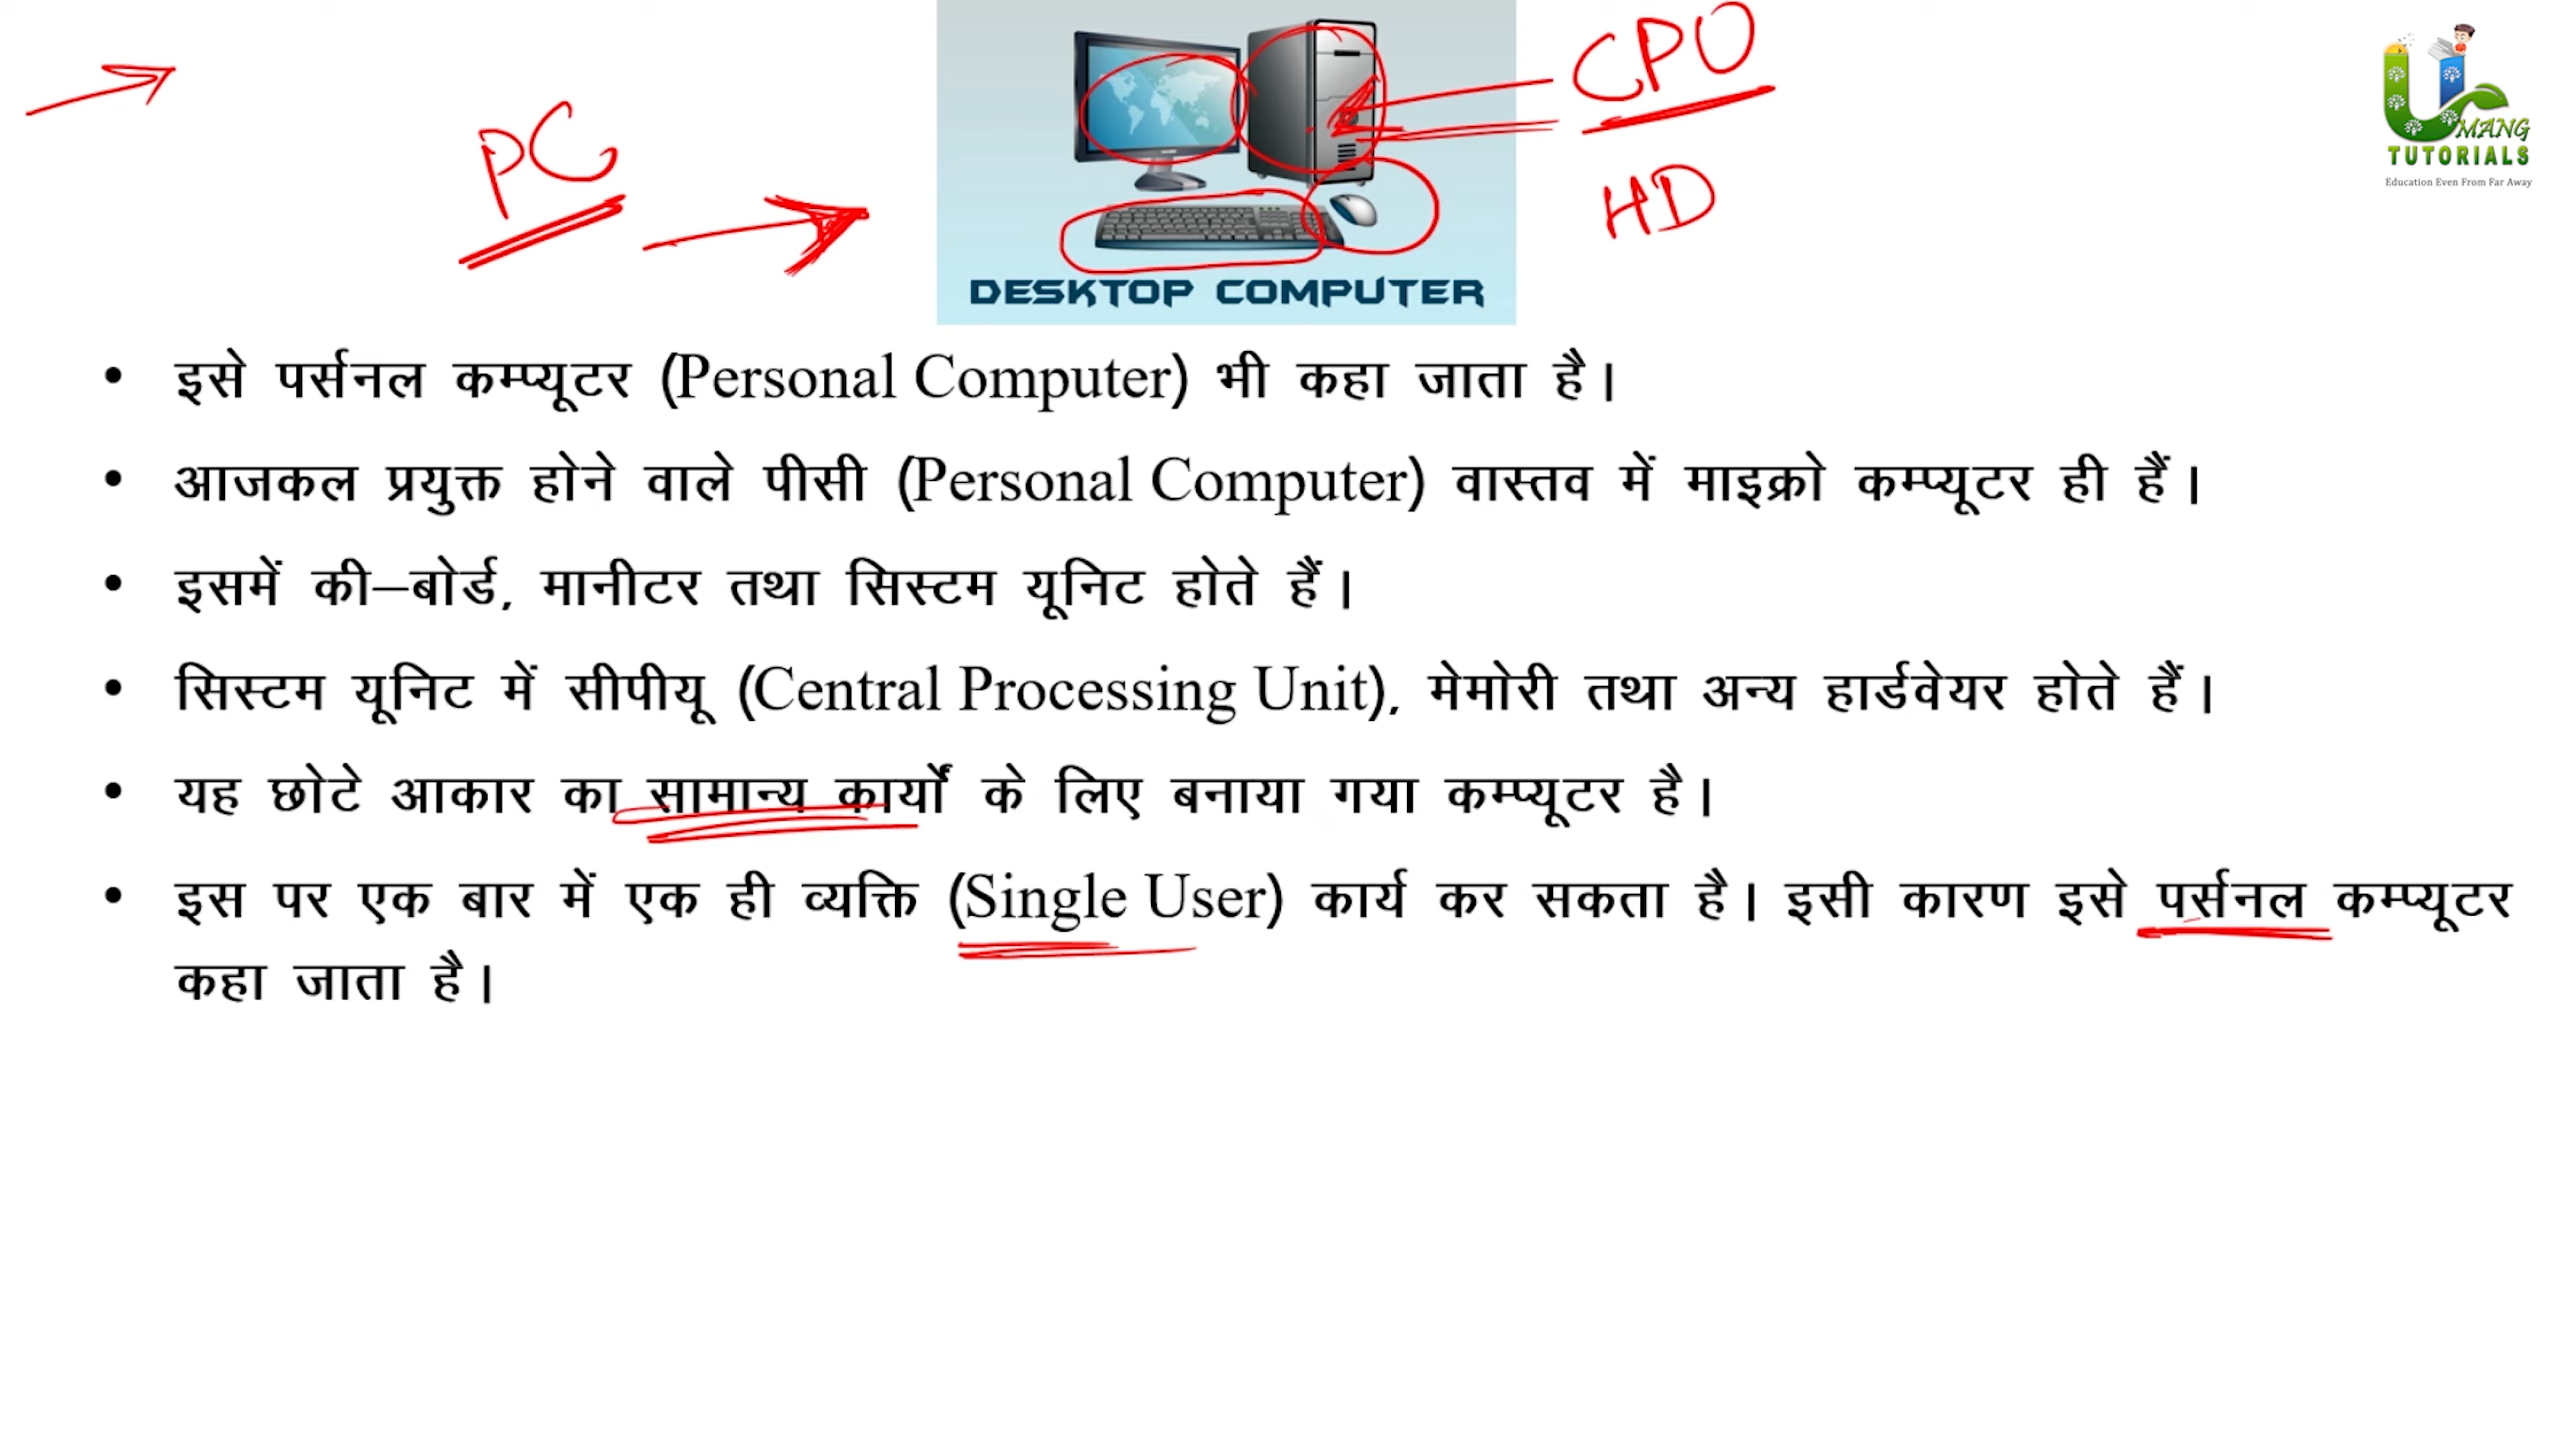 CPU
PC
HD
UMANG
TUTORIALS
Education Even From Far Away
DESKTOP COMPUTER
• इसे पर्सनल कम्प्यूटर (Personal Computer) भी कहा जाता है।
• आजकल प्रयुक्त होने वाले पीसी (Personal Computer) वास्तव में माइक्रो कम्प्यूटर ही हैं।
• इसमें की–बोर्ड, मानीटर तथा सिस्टम यूनिट होते हैं।
• सिस्टम यूनिट में सीपीयू (Central Processing Unit), मेमोरी तथा अन्य हार्डवेयर होते हैं।
• यह छोटे आकार का सामान्य कार्यों के लिए बनाया गया कम्प्यूटर है।
• इस पर एक बार में एक ही व्यक्ति (Single User) कार्य कर सकता है। इसी कारण इसे पर्सनल कम्प्यूटर
कहा जाता है।